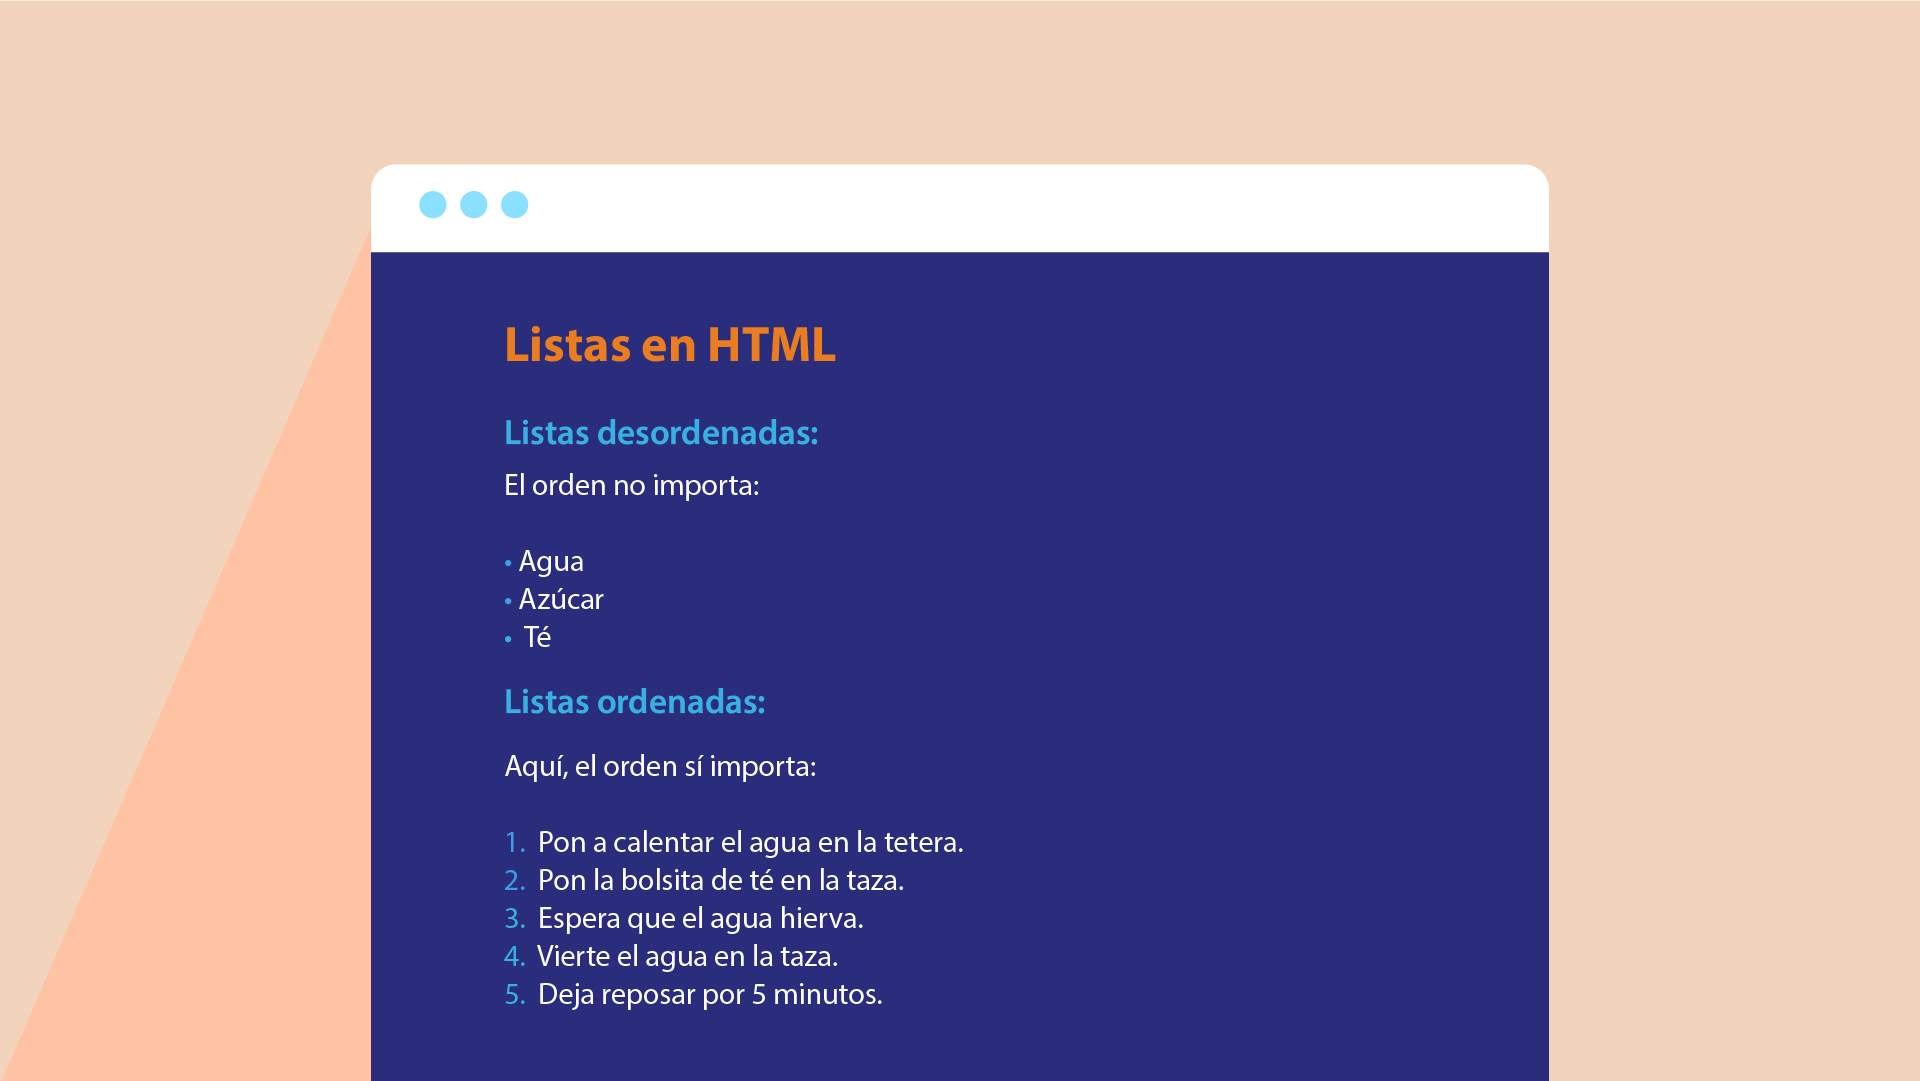 Listas en HTML
Listas desordenadas:
El orden no importa:
• Agua
• Azúcar
• Té
Listas ordenadas:
Aquí, el orden sí importa:
1. Pon a calentar el agua en la tetera.
2. Pon la bolsita de té en la taza.
3. Espera que el agua hierva.
4. Vierte el agua en la taza.
5. Deja reposar por 5 minutos.